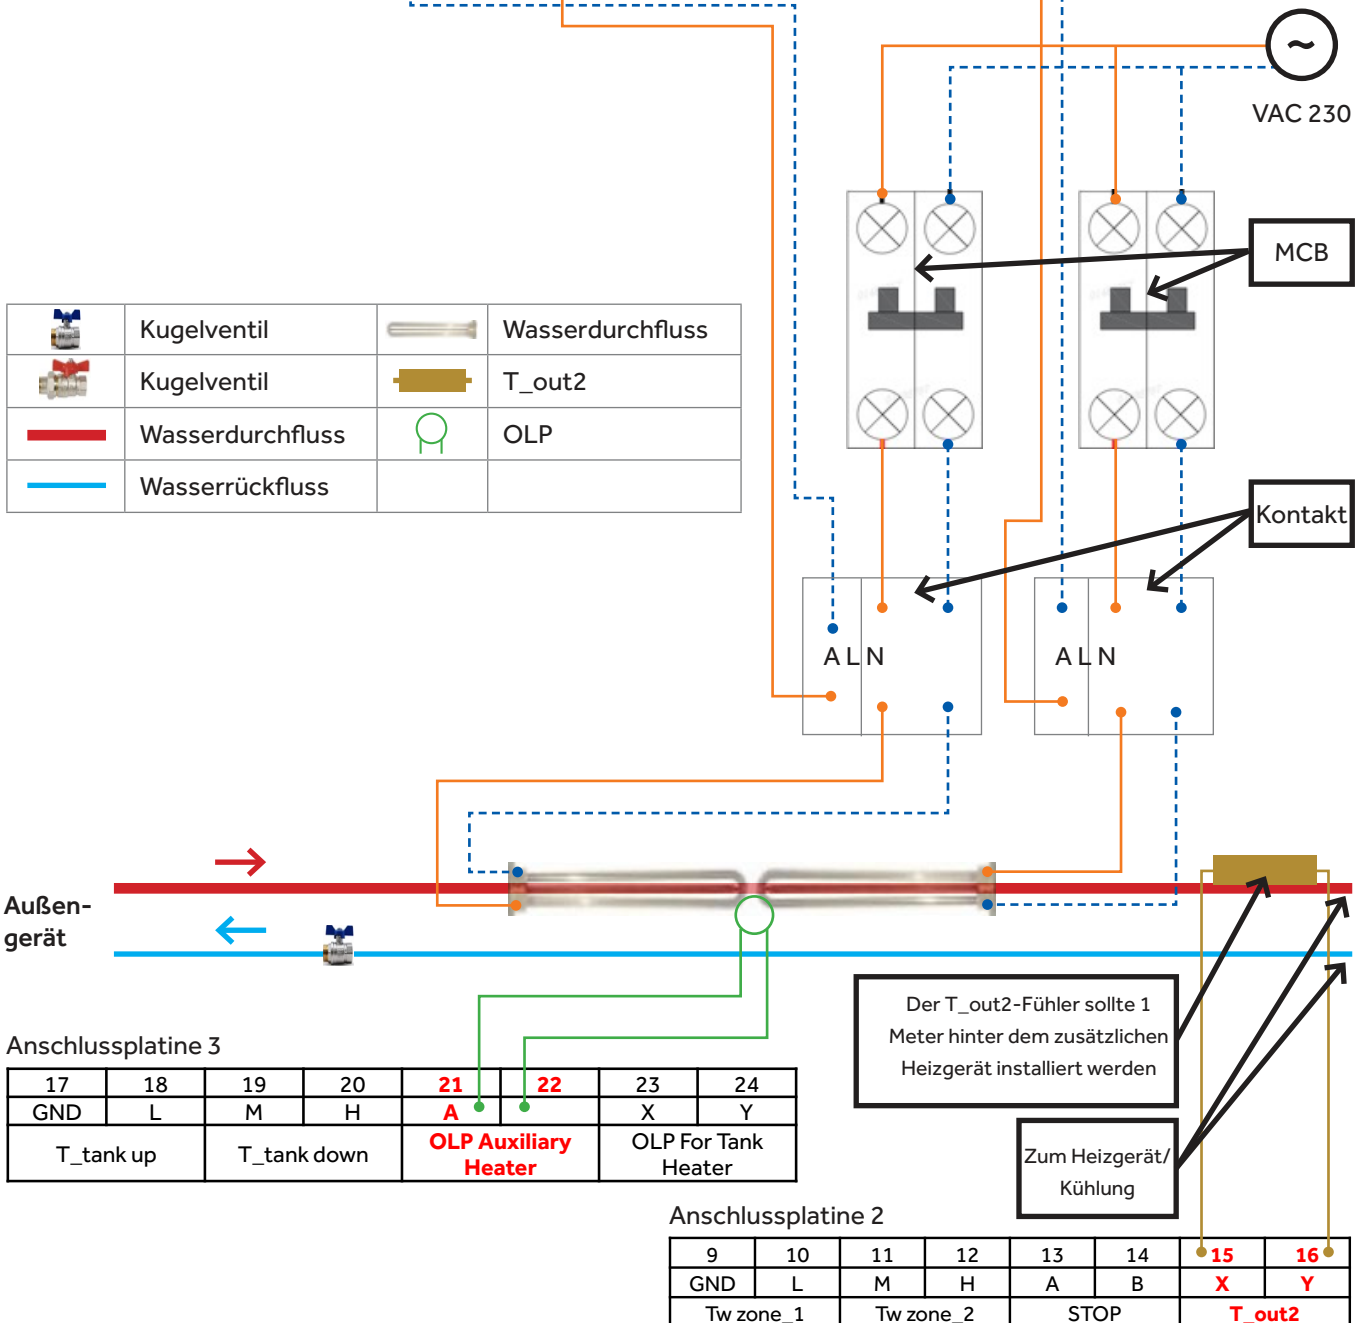 ~
VAC 230
MCB
Kugelventil Wasserdurchfluss
Kugelventil T_out2
Wasserdurchfluss OLP
Wasserrückfluss
Kontakt
A L N A L N
Außen-
gerät
Der T_out2-Fühler sollte 1
Meter hinter dem zusätzlichen
Heizgerät installiert werden
Anschlussplatine 3
17 18 19 20 21 22 23 24
GND L M H A X Y
T_tank up T_tank down OLP Auxiliary Heater OLP For Tank Heater
Zum Heizgerät/
Kühlung
Anschlussplatine 2
9 10 11 12 13 14 15 16
GND L M H A B X Y
Tw zone_1 Tw zone_2 STOP T_out2